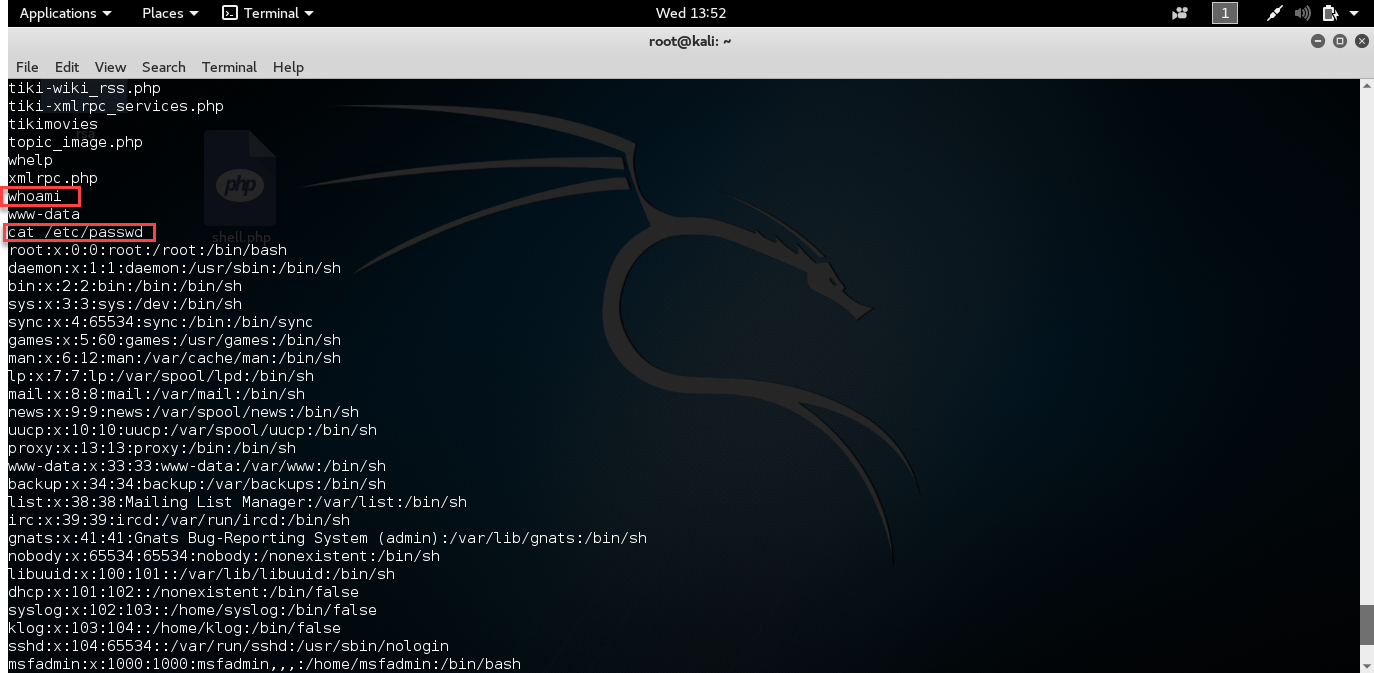 Applications Places Terminal Wed 13:52 1
root@kali: ~
File Edit View Search Terminal Help
tiki-wiki_rss.php
tiki-xmlrpc_services.php
tikimovies
topic_image.php
whelp
xmlrpc.php
php
whoami
www-data
cat /etc/passwd
shell.php
root:x:0:0:root:/root:/bin/bash
daemon:x:1:1:daemon:/usr/sbin:/bin/sh
bin:x:2:2:bin:/bin:/bin/sh
sys:x:3:3:sys:/dev:/bin/sh
sync:x:4:65534:sync:/bin:/bin/sync
games:x:5:60:games:/usr/games:/bin/sh
man:x:6:12:man:/var/cache/man:/bin/sh
lp:x:7:7:lp:/var/spool/lpd:/bin/sh
mail:x:8:8:mail:/var/mail:/bin/sh
news:x:9:9:news:/var/spool/news:/bin/sh
uucp:x:10:10:uucp:/var/spool/uucp:/bin/sh
proxy:x:13:13:proxy:/bin:/bin/sh
www-data:x:33:33:www-data:/var/www:/bin/sh
backup:x:34:34:backup:/var/backups:/bin/sh
list:x:38:38:Mailing List Manager:/var/list:/bin/sh
irc:x:39:39:ircd:/var/run/ircd:/bin/sh
gnats:x:41:41:Gnats Bug-Reporting System (admin):/var/lib/gnats:/bin/sh
nobody:x:65534:65534:nobody:/nonexistent:/bin/sh
libuuid:x:100:101::/var/lib/libuuid:/bin/sh
dhcp:x:101:102::/nonexistent:/bin/false
syslog:x:102:103::/home/syslog:/bin/false
klog:x:103:104::/home/klog:/bin/false
sshd:x:104:65534::/var/run/sshd:/usr/sbin/nologin
msfadmin:x:1000:1000:msfadmin,,,:/home/msfadmin:/bin/bash